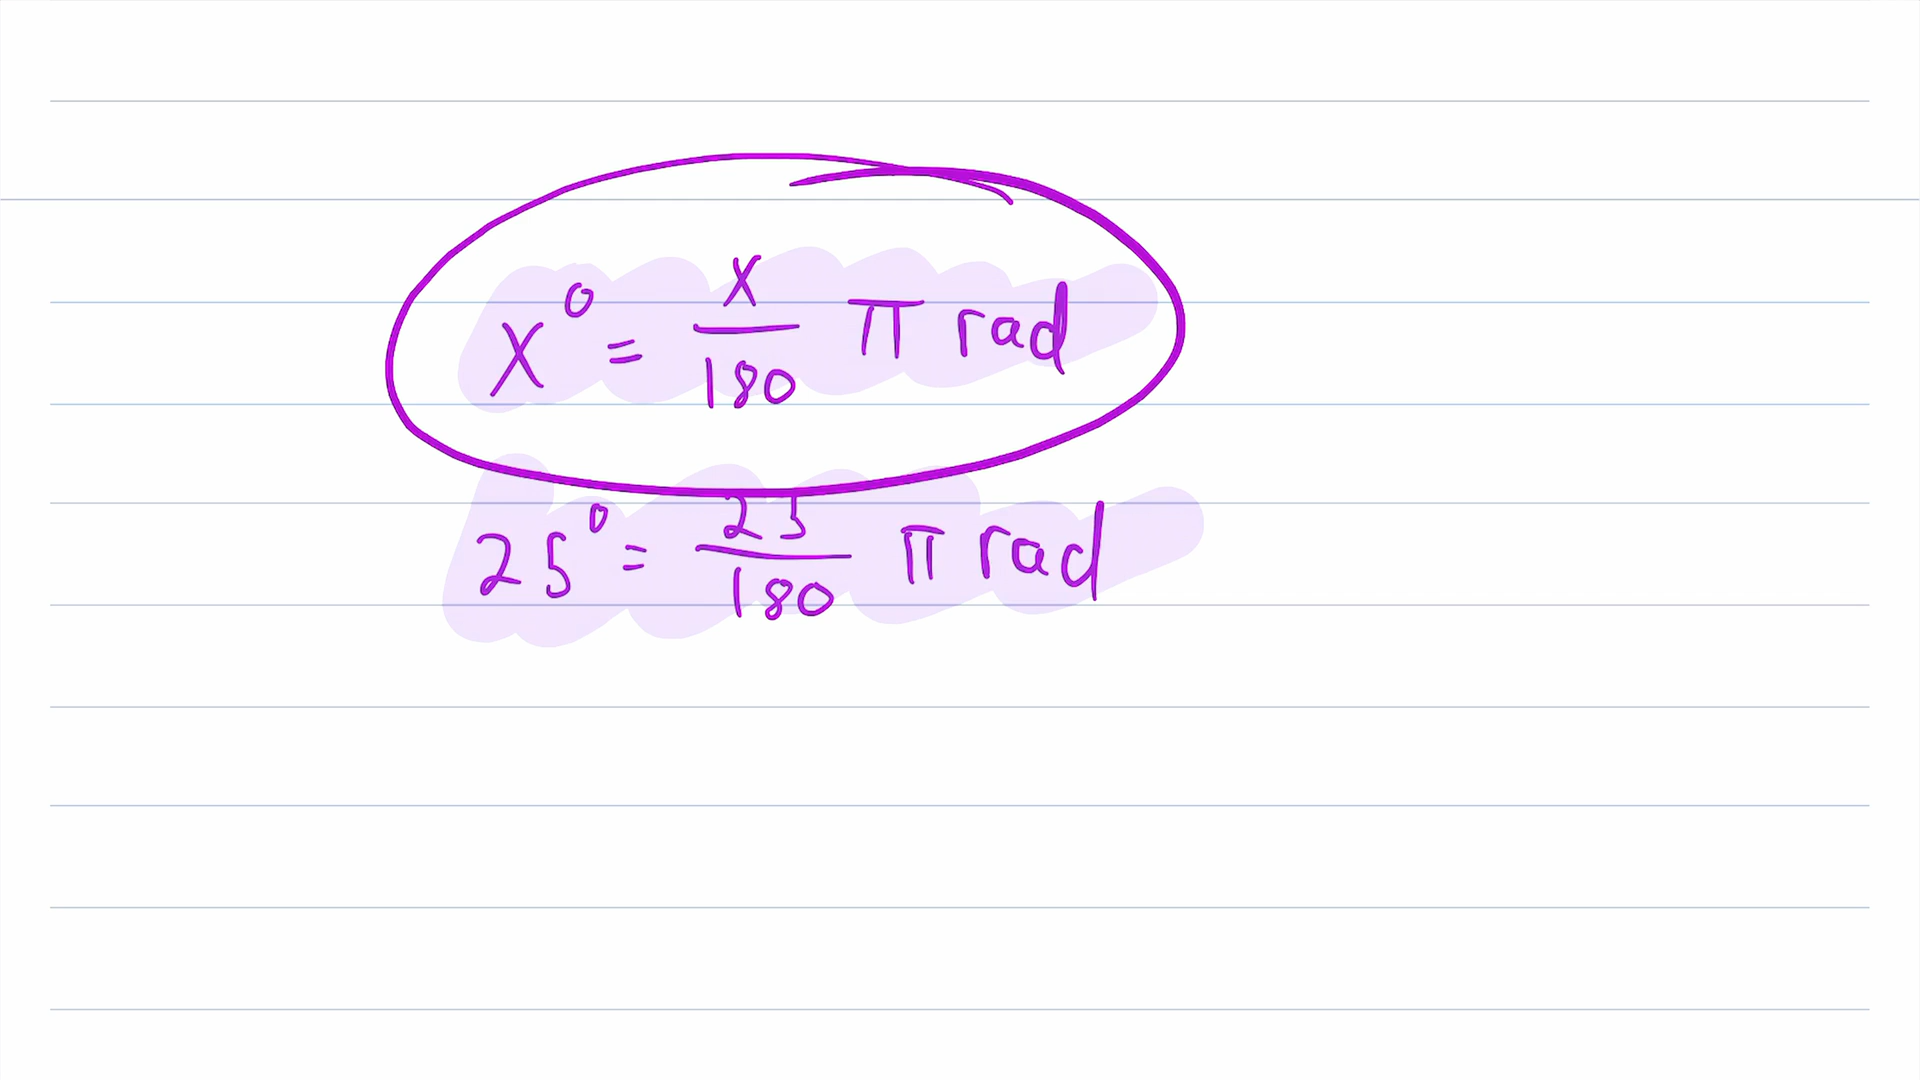 x° = x/180 π rad
25° = 25/180 π rad